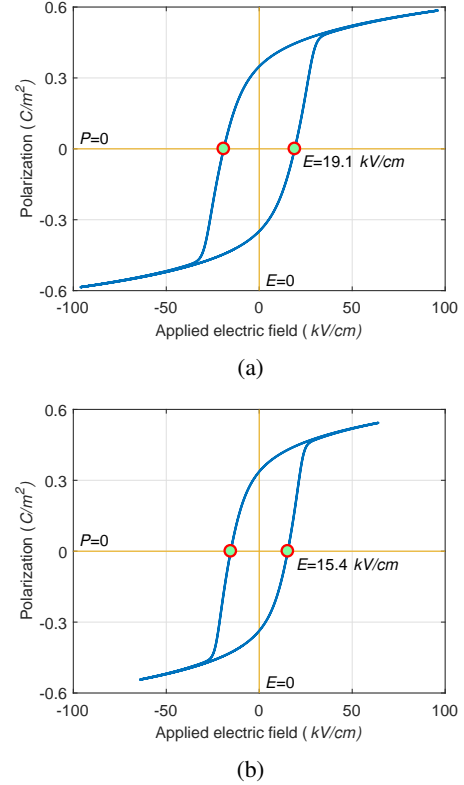 0.6
0.3
0
-0.3
-0.6
Polarization ( C/m²)
P=0
E=19.1 kV/cm
E=0
-100 -50 0 50 100
Applied electric field ( kV/cm)
(a)
0.6
0.3
0
-0.3
-0.6
Polarization ( C/m²)
P=0
E=15.4 kV/cm
E=0
-100 -50 0 50 100
Applied electric field ( kV/cm)
(b)